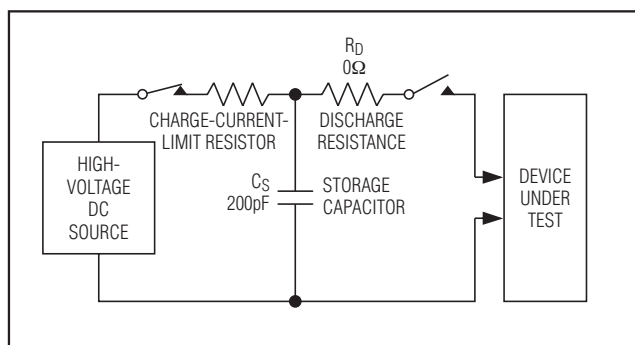 R_D
0Ω
CHARGE-CURRENT-
LIMIT RESISTOR
DISCHARGE
RESISTANCE
HIGH-
VOLTAGE
DC
SOURCE
C_S
200pF
STORAGE
CAPACITOR
DEVICE
UNDER
TEST